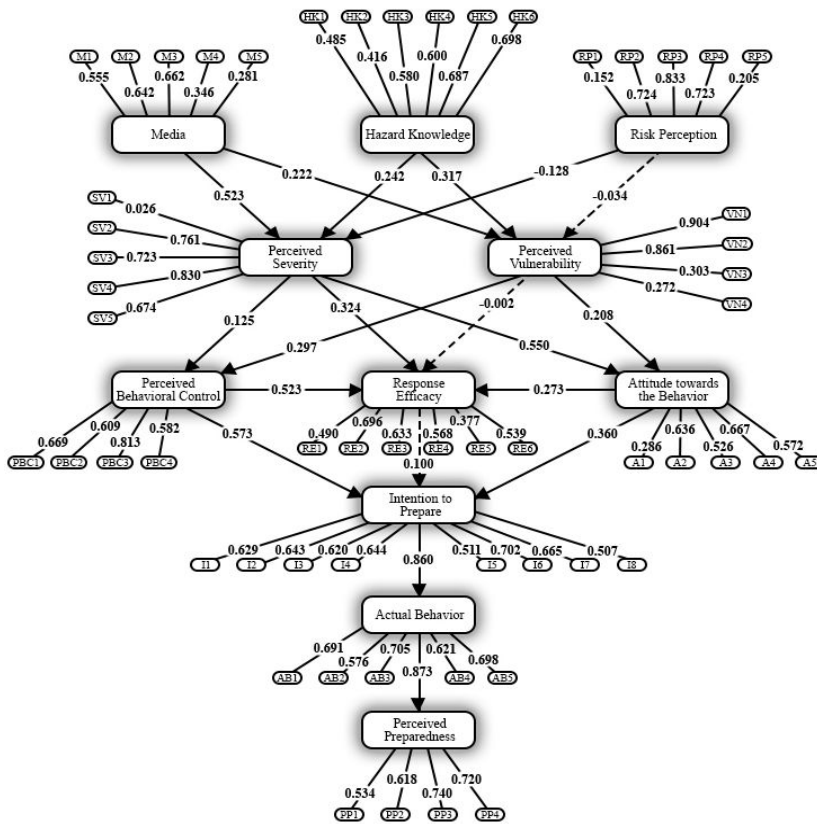 HK1 HK2 HK3 HK4 HK5 HK6
0.485 0.416 0.580 0.600 0.687 0.698
M1 M2 M3 M4 M5
0.555 0.642 0.662 0.346 0.281
RP1 RP2 RP3 RP4 RP5
0.152 0.724 0.833 0.723 0.205
Media
Hazard Knowledge
Risk Perception
0.523
0.222
0.242
0.317
-0.128
-0.034
SV1
SV2
SV3
SV4
SV5
0.026
0.761
0.723
0.830
0.674
Perceived
Severity
Perceived
Vulnerability
0.904
0.861
0.303
0.272
VN1
VN2
VN3
VN4
0.125
0.324
0.297
-0.002
0.550
0.208
Perceived
Behavioral Control
0.523
Response
Efficacy
0.273
Attitude towards
the Behavior
0.669 0.609 0.813 0.582
PBC1 PBC2 PBC3 PBC4
0.573
0.490 0.696 0.633 0.568 0.377 0.539
RE1 RE2 RE3 RE4 RE5 RE6
0.100
0.360
0.286 0.636 0.526 0.667 0.572
A1 A2 A3 A4 A5
Intention to
Prepare
0.629 0.643 0.620 0.644 0.511 0.702 0.665 0.507
I1 I2 I3 I4 I5 I6 I7 I8
0.860
Actual Behavior
0.691 0.576 0.705 0.621 0.698
AB1 AB2 AB3 AB4 AB5
0.873
Perceived
Preparedness
0.534 0.618 0.740 0.720
PP1 PP2 PP3 PP4